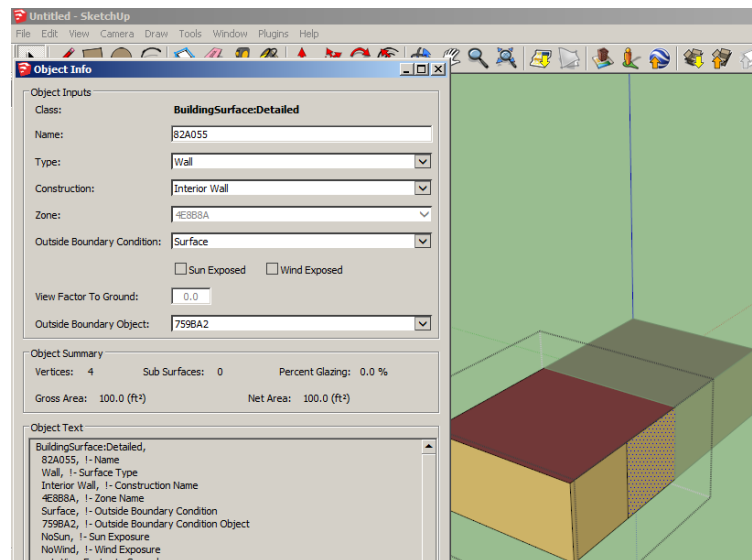 Untitled - SketchUp
File Edit View Camera Draw Tools Window Plugins Help
Object Info
Object Inputs
Class: BuildingSurface:Detailed
Name: 82A055
Type: Wall
Construction: Interior Wall
Zone: 4E8B8A
Outside Boundary Condition: Surface
Sun Exposed Wind Exposed
View Factor To Ground: 0.0
Outside Boundary Object: 759BA2
Object Summary
Vertices: 4 Sub Surfaces: 0 Percent Glazing: 0.0 %
Gross Area: 100.0 (ft²) Net Area: 100.0 (ft²)
Object Text
BuildingSurface:Detailed,
82A055, !- Name
Wall, !- Surface Type
Interior Wall, !- Construction Name
4E8B8A, !- Zone Name
Surface, !- Outside Boundary Condition
759BA2, !- Outside Boundary Condition Object
NoSun, !- Sun Exposure
NoWind, !- Wind Exposure